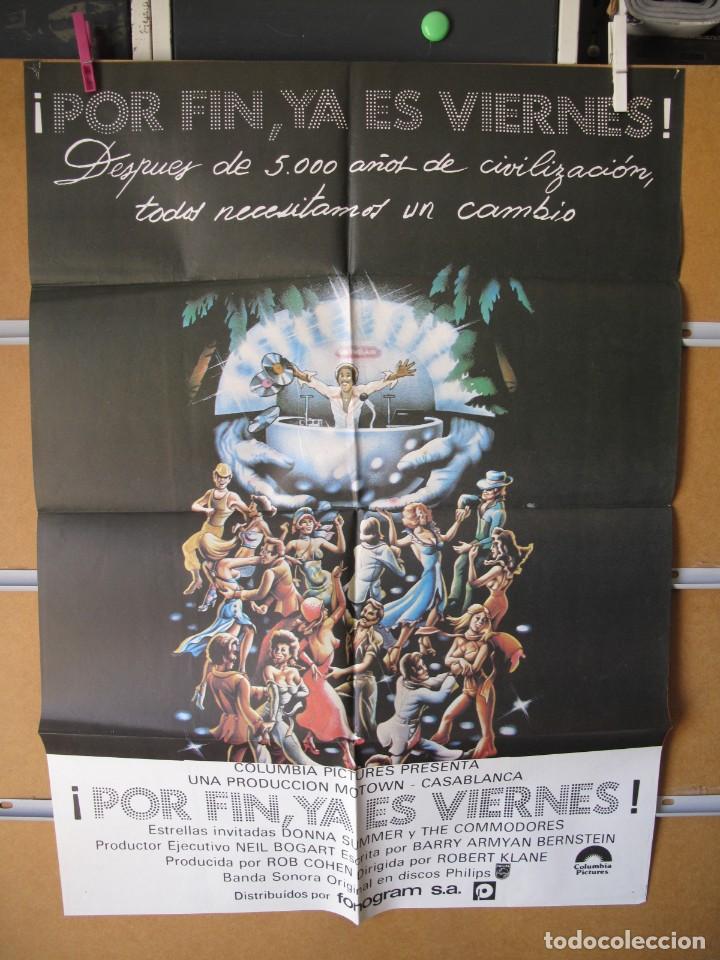 ¡POR FIN, YA ES VIERNES!
Despues de 5.000 años de civilización,
todos necesitamos un cambio
COLUMBIA PICTURES PRESENTA
UNA PRODUCCION MOTOWN - CASABLANCA
¡POR FIN, YA ES VIERNES!
Estrellas invitadas DONNA SUMMER y THE COMMODORES
Productor Ejecutivo NEIL BOGART Escrita por BARRY ARMYAN BERNSTEIN
Producida por ROB COHEN Dirigida por ROBERT KLANE
Banda Sonora Original en discos Philips
Distribuidos por fonogram s.a.
Columbia
Pictures
todocoleccion.net